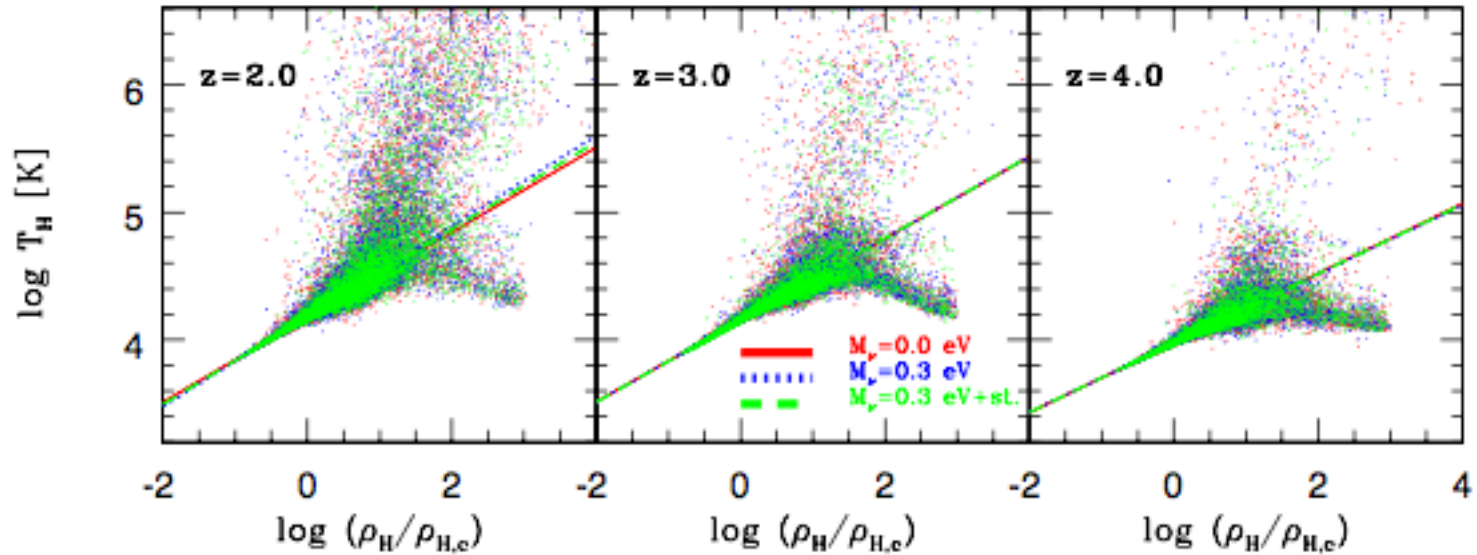 z=2.0
z=3.0
z=4.0
6
5
4
log T_H [K]
M_ν=0.0 eV
M_ν=0.3 eV
M_ν=0.3 eV+st.
-2 0 2 -2 0 2 -2 0 2 4
log (ρ_H/ρ_H,c)
log (ρ_H/ρ_H,c)
log (ρ_H/ρ_H,c)